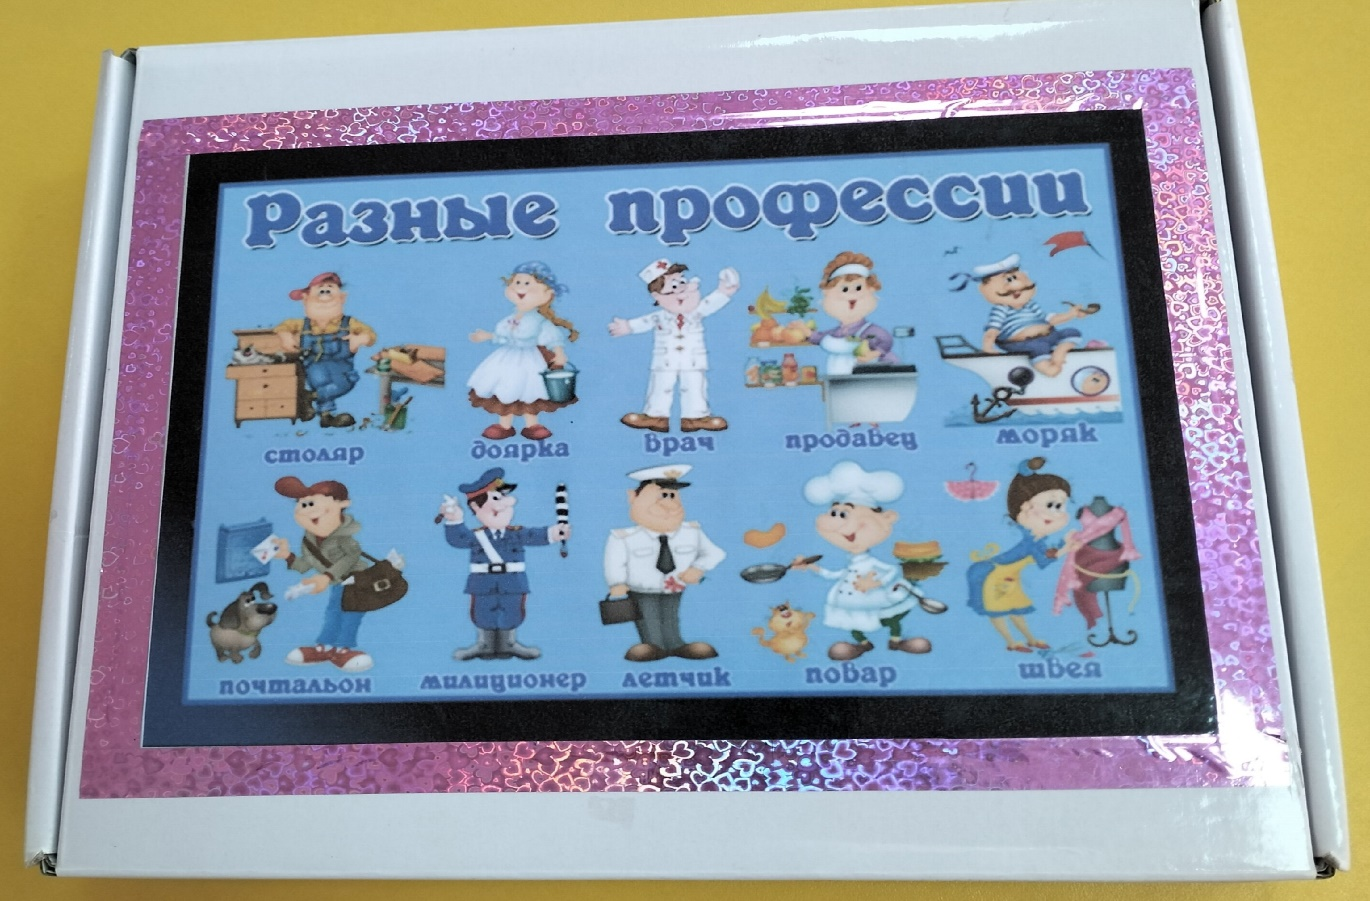 Разные профессии
столяр доярка врач продавец моряк
почтальон милиционер летчик повар швея